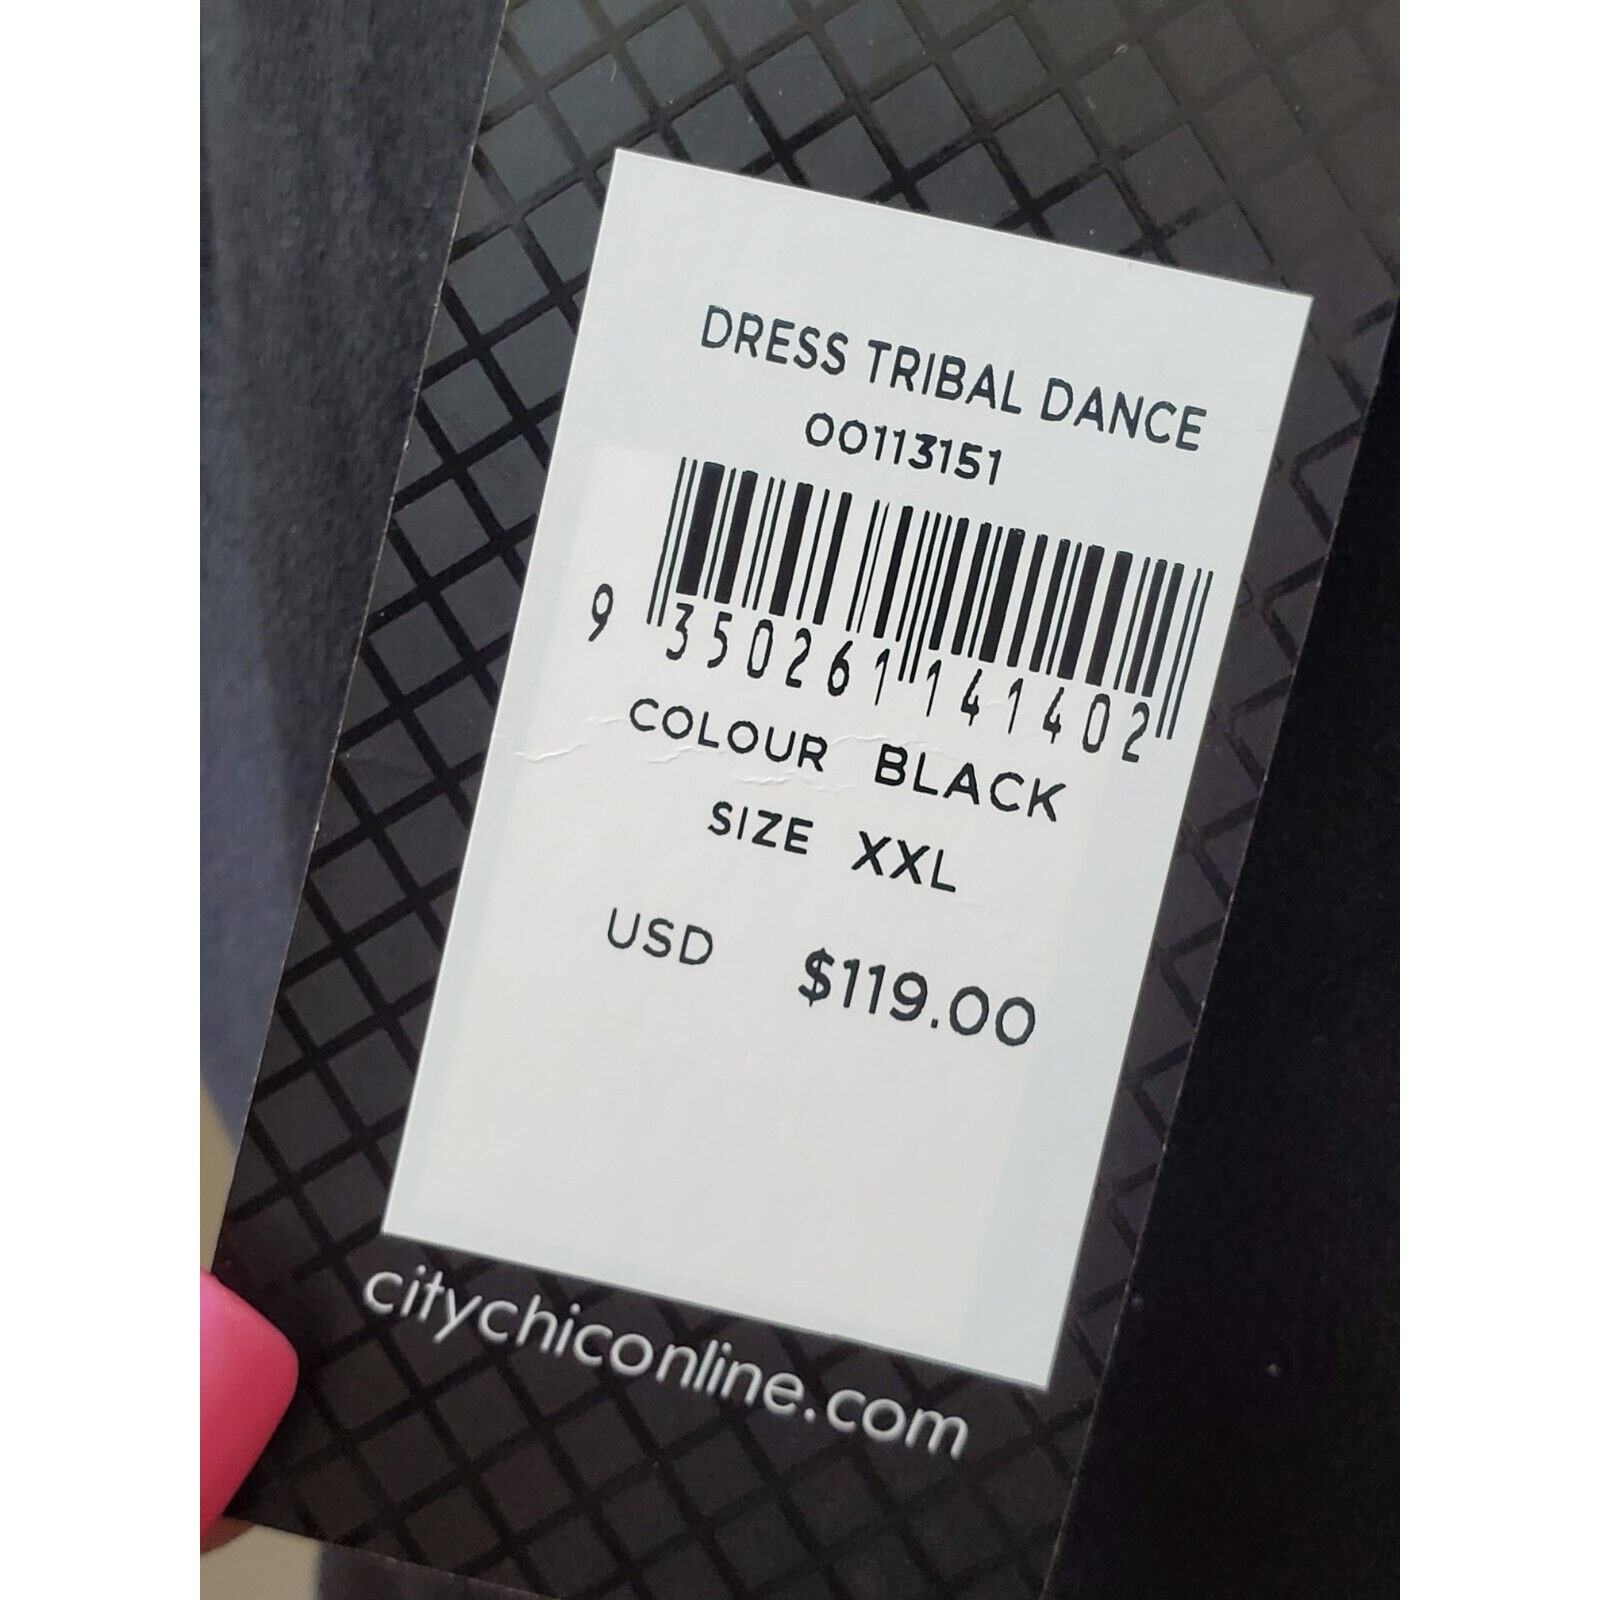 DRESS TRIBAL DANCE
00113151
9 350261 141402
COLOUR BLACK
SIZE XXL
USD $119.00
citychiconline.com